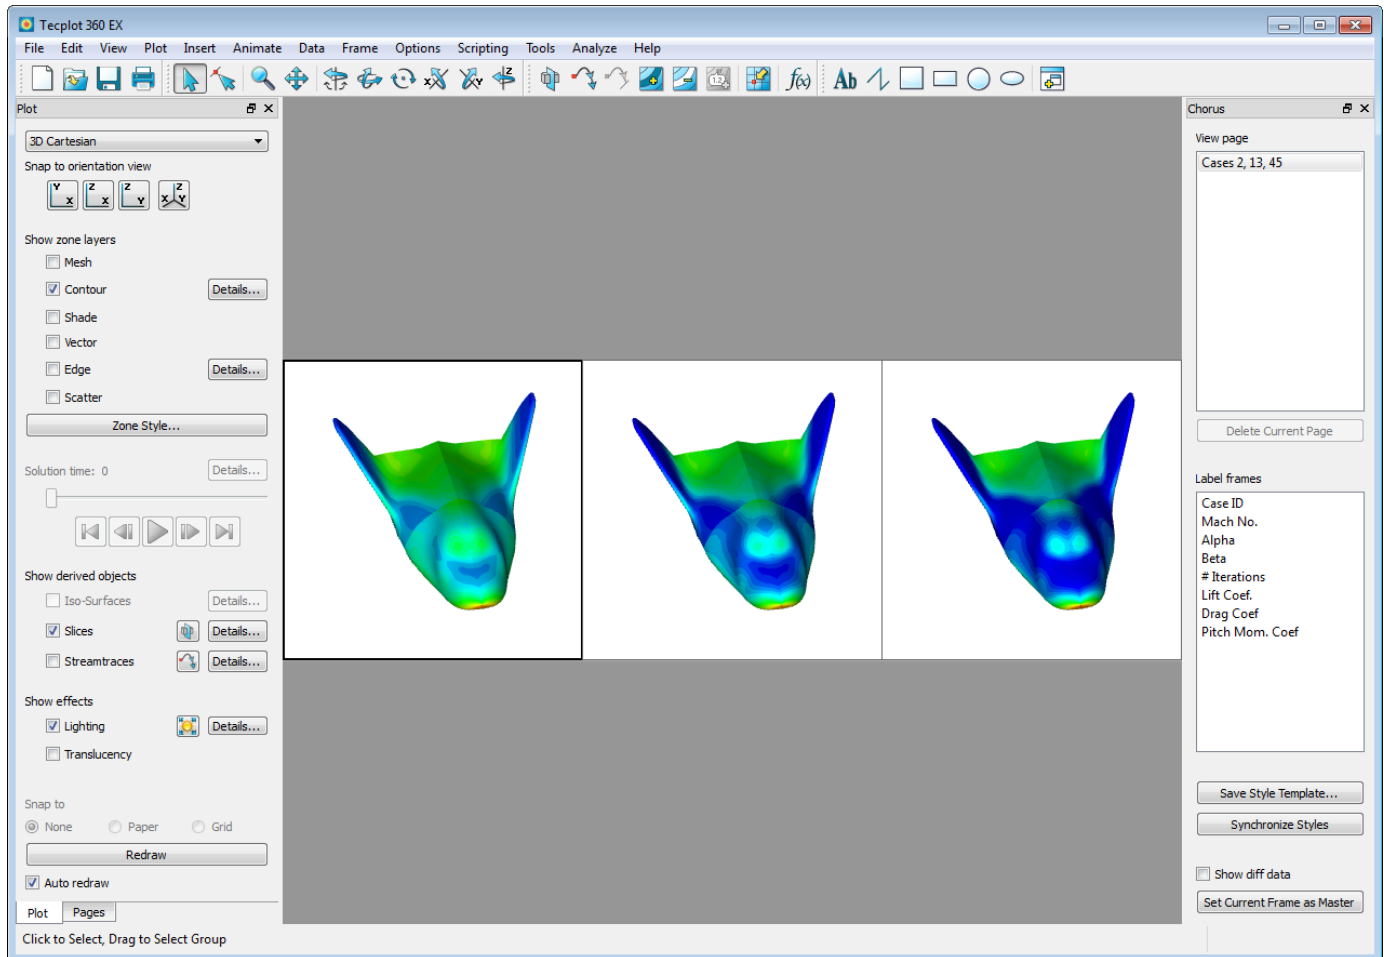 Tecplot 360 EX
File Edit View Plot Insert Animate Data Frame Options Scripting Tools Analyze Help
Ab
f(x)
Plot
3D Cartesian
Snap to orientation view
Y X
Z X
Z Y
Z X Y
Show zone layers
Mesh
Contour Details...
Shade
Vector
Edge Details...
Scatter
Zone Style...
Solution time: 0 Details...
Show derived objects
Iso-Surfaces Details...
Slices Details...
Streamtraces Details...
Show effects
Lighting Details...
Translucency
Snap to
None Paper Grid
Redraw
Auto redraw
Plot Pages
Click to Select, Drag to Select Group
Chorus
View page
Cases 2, 13, 45
Delete Current Page
Label frames
Case ID
Mach No.
Alpha
Beta
# Iterations
Lift Coef.
Drag Coef
Pitch Mom. Coef
Save Style Template...
Synchronize Styles
Show diff data
Set Current Frame as Master